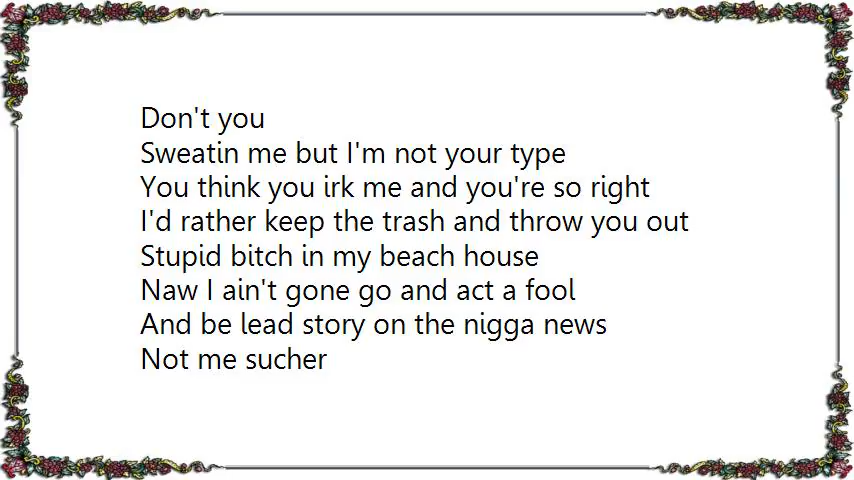 Don't you
Sweatin me but I'm not your type
You think you irk me and you're so right
I'd rather keep the trash and throw you out
Stupid bitch in my beach house
Naw I ain't gone go and act a fool
And be lead story on the nigga news
Not me sucher